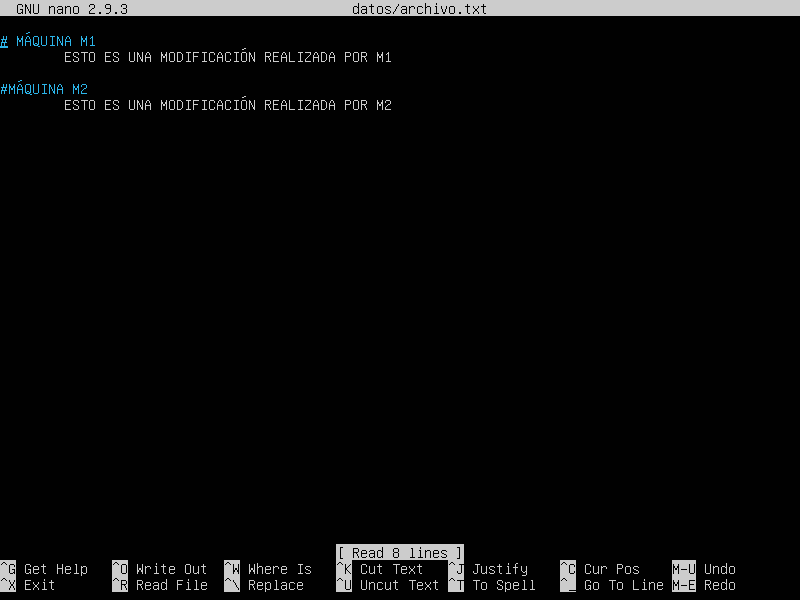 GNU nano 2.9.3 datos/archivo.txt
# MÁQUINA M1
ESTO ES UNA MODIFICACIÓN REALIZADA POR M1
#MÁQUINA M2
ESTO ES UNA MODIFICACIÓN REALIZADA POR M2
[ Read 8 lines ]
^G Get Help ^O Write Out ^W Where Is ^K Cut Text ^J Justify ^C Cur Pos M-U Undo
^X Exit ^R Read File ^\ Replace ^U Uncut Text ^T To Spell ^_ Go To Line M-E Redo